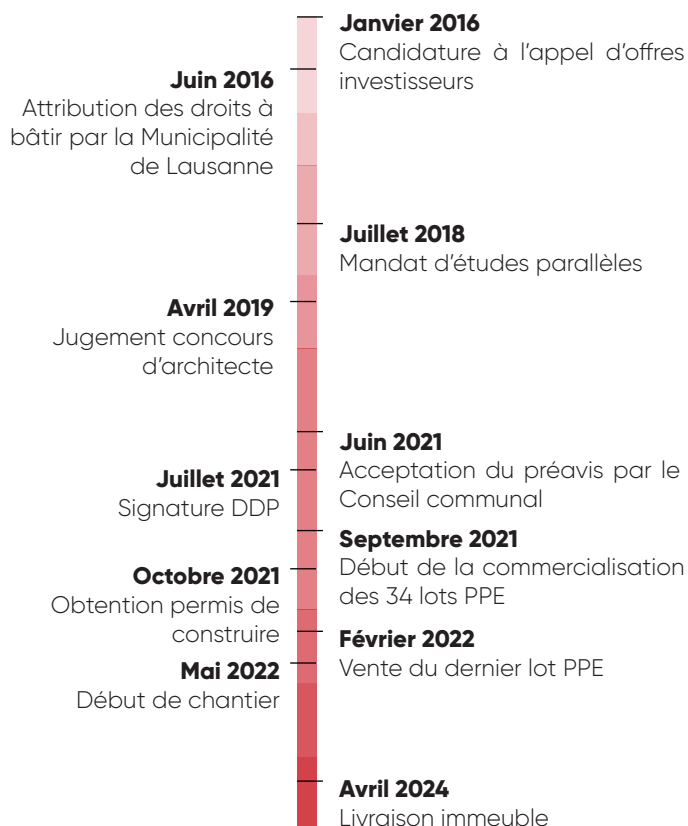 Janvier 2016
Candidature à l'appel d'offres
investisseurs
Juin 2016
Attribution des droits à
bâtir par la Municipalité
de Lausanne
Juillet 2018
Mandat d'études parallèles
Avril 2019
Jugement concours
d'architecte
Juin 2021
Acceptation du préavis par le
Conseil communal
Juillet 2021
Signature DDP
Septembre 2021
Début de la commercialisation
des 34 lots PPE
Octobre 2021
Obtention permis de
construire
Février 2022
Vente du dernier lot PPE
Mai 2022
Début de chantier
Avril 2024
Livraison immeuble